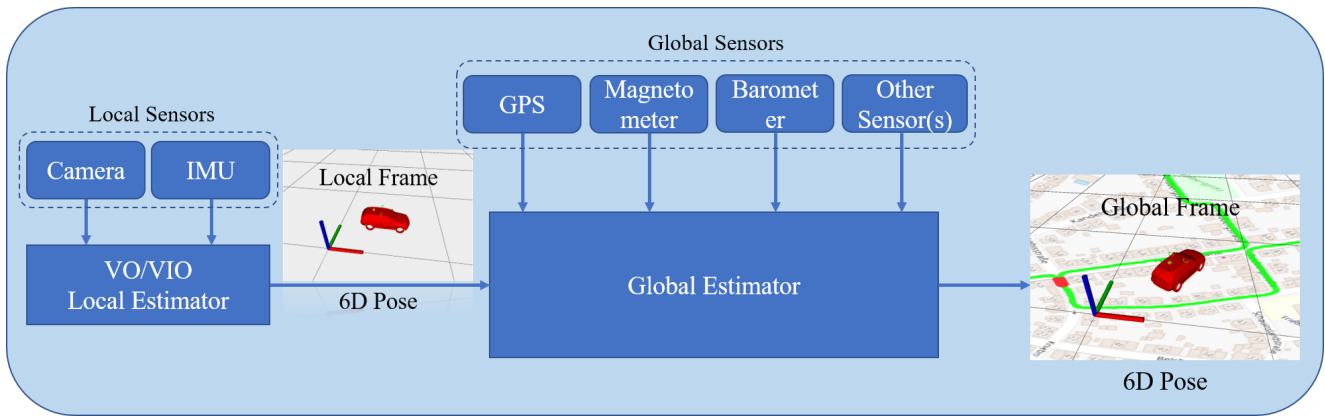 Global Sensors
GPS
Magneto
meter
Baromet
er
Other
Sensor(s)
Local Sensors
Camera
IMU
Local Frame
VO/VIO
Local Estimator
6D Pose
Global Estimator
Global Frame
6D Pose